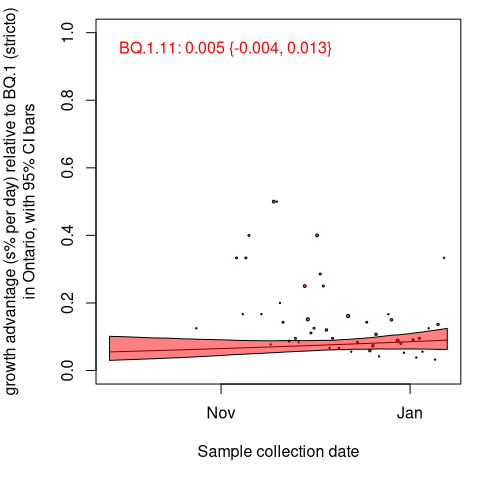 growth advantage (s% per day) relative to BQ.1 (stricto)
in Ontario, with 95% CI bars
BQ.1.11: 0.005 {-0.004, 0.013}
1.0
0.8
0.6
0.4
0.2
0.0
Nov
Jan
Sample collection date